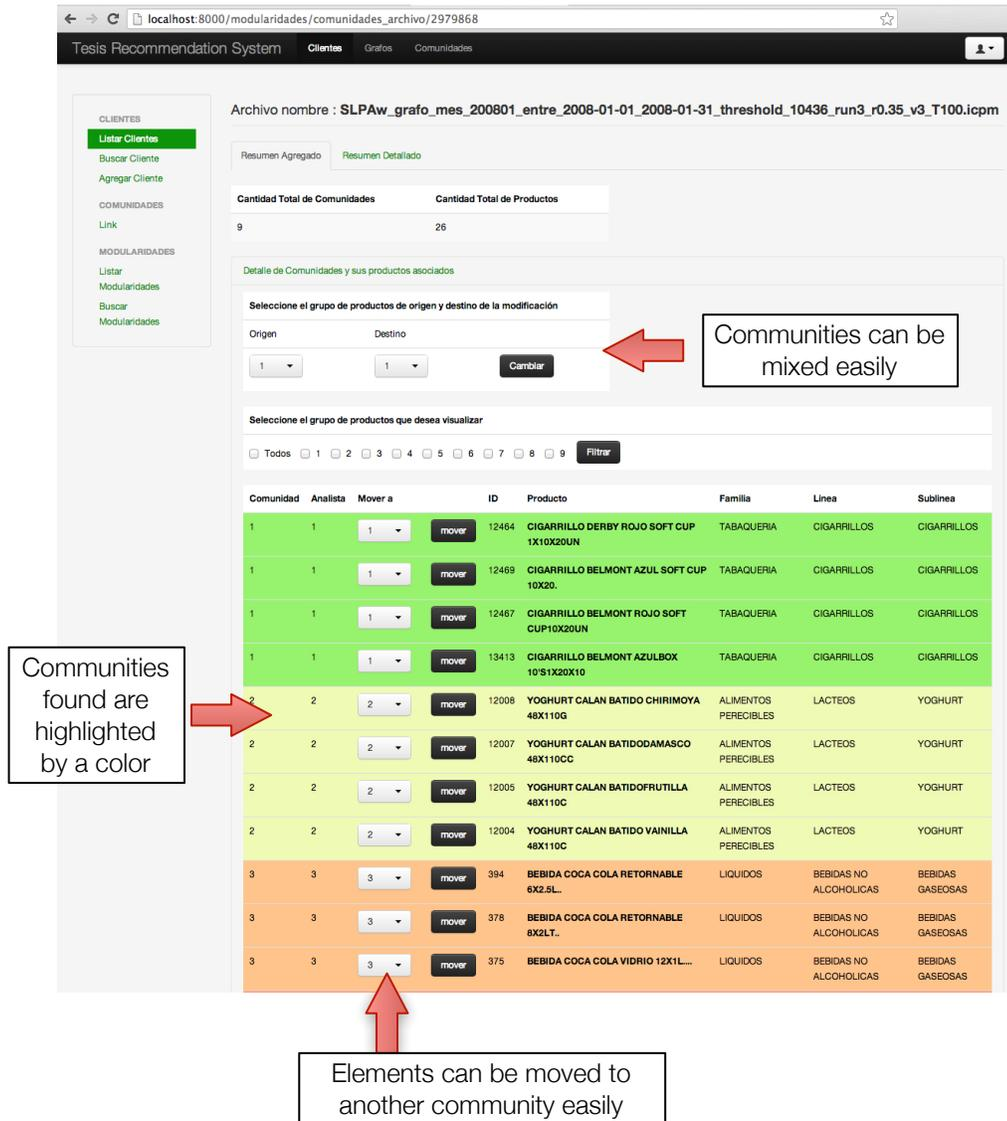 localhost:8000/modularidades/comunidades_archivo/2979868
Tesis Recommendation System Clientes Grafos Comunidades
CLIENTES
Listar Clientes
Buscar Cliente
Agregar Cliente
COMUNIDADES
Link
MODULARIDADES
Listar
Modularidades
Buscar
Modularidades
Archivo nombre : SLPAw_grafo_mes_200801_entre_2008-01-01_2008-01-31_threshold_10436_run3_r0.35_v3_T100.icpm
Resumen Agregado Resumen Detallado
Cantidad Total de Comunidades Cantidad Total de Productos
9 26
Detalle de Comunidades y sus productos asociados
Seleccione el grupo de productos de origen y destino de la modificación
Origen Destino
1 1 Cambiar
Communities can be
mixed easily
Seleccione el grupo de productos que desea visualizar
Todos 1 2 3 4 5 6 7 8 9 Filtrar
Comunidad Analista Mover a ID Producto Familia Linea Sublinea
1 1 1 mover 12464 CIGARRILLO DERBY ROJO SOFT CUP TABAQUERIA CIGARRILLOS CIGARRILLOS
1X10X20UN
1 1 1 mover 12469 CIGARRILLO BELMONT AZUL SOFT CUP TABAQUERIA CIGARRILLOS CIGARRILLOS
10X20.
1 1 1 mover 12467 CIGARRILLO BELMONT ROJO SOFT TABAQUERIA CIGARRILLOS CIGARRILLOS
CUP10X20UN
1 1 1 mover 13413 CIGARRILLO BELMONT AZULBOX TABAQUERIA CIGARRILLOS CIGARRILLOS
10'S1X20X10
Communities
found are
highlighted
by a color
2 2 2 mover 12008 YOGHURT CALAN BATIDO CHIRIMOYA ALIMENTOS LACTEOS YOGHURT
48X110G PERECIBLES
2 2 2 mover 12007 YOGHURT CALAN BATIDODAMASCO ALIMENTOS LACTEOS YOGHURT
48X110CC PERECIBLES
2 2 2 mover 12005 YOGHURT CALAN BATIDOFRUTILLA ALIMENTOS LACTEOS YOGHURT
48X110C PERECIBLES
2 2 2 mover 12004 YOGHURT CALAN BATIDO VAINILLA ALIMENTOS LACTEOS YOGHURT
48X110C PERECIBLES
3 3 3 mover 394 BEBIDA COCA COLA RETORNABLE LIQUIDOS BEBIDAS NO BEBIDAS
6X2.5L.. ALCOHOLICAS GASEOSAS
3 3 3 mover 378 BEBIDA COCA COLA RETORNABLE LIQUIDOS BEBIDAS NO BEBIDAS
8X2LT.. ALCOHOLICAS GASEOSAS
3 3 3 mover 375 BEBIDA COCA COLA VIDRIO 12X1L.... LIQUIDOS BEBIDAS NO BEBIDAS
ALCOHOLICAS GASEOSAS
Elements can be moved to
another community easily